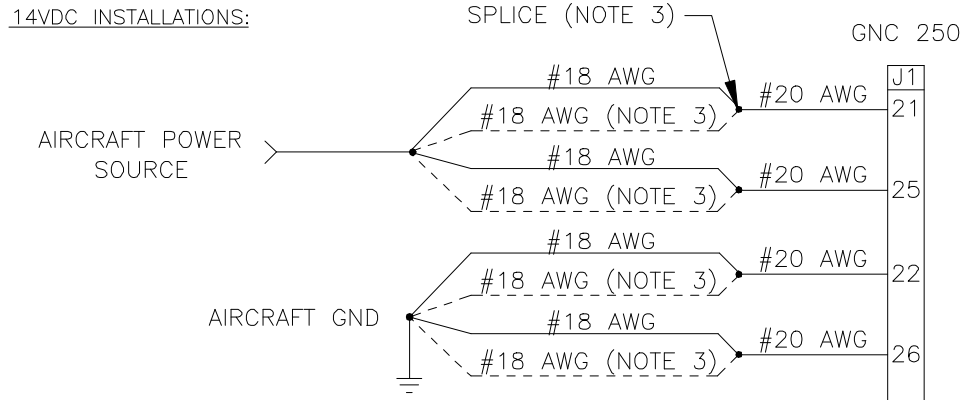 14VDC INSTALLATIONS:
SPLICE (NOTE 3)
GNC 250
J1
#18 AWG
#20 AWG
21
#18 AWG (NOTE 3)
AIRCRAFT POWER
SOURCE
#18 AWG
#20 AWG
25
#18 AWG (NOTE 3)
#18 AWG
#20 AWG
22
#18 AWG (NOTE 3)
AIRCRAFT GND
#18 AWG
#20 AWG
26
#18 AWG (NOTE 3)